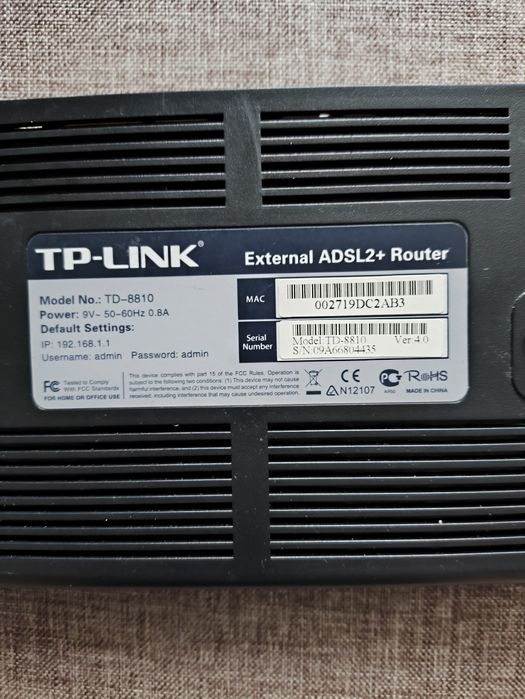 TP-LINK®
External ADSL2+ Router
Model No.: TD-8810
Power: 9V~ 50-60Hz 0.8A
Default Settings:
IP: 192.168.1.1
Username: admin Password: admin
MAC
002719DC2AB3
Serial
Number
Model:TD-8810 Ver 4.0
S/N:09A66804435
FC Tested to Comply
With FCC Standards
FOR HOME OR OFFICE USE
This device complies with part 15 of the FCC Rules. Operation is
subject to the following two conditions: (1) This device may not cause
harmful interference, and (2) this device must accept any interference
received, including interference that may cause undesired operation.
CE
N12107
RoHS
MADE IN CHINA